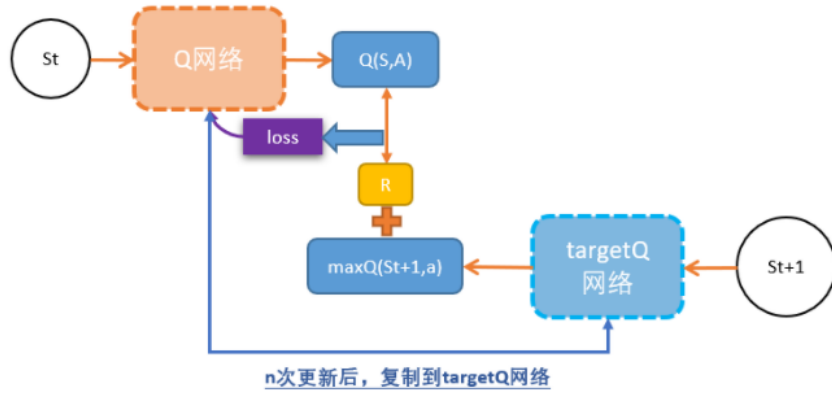 St
Q网络
Q(S,A)
loss
R
maxQ(St+1,a)
targetQ
网络
St+1
n次更新后，复制到targetQ网络